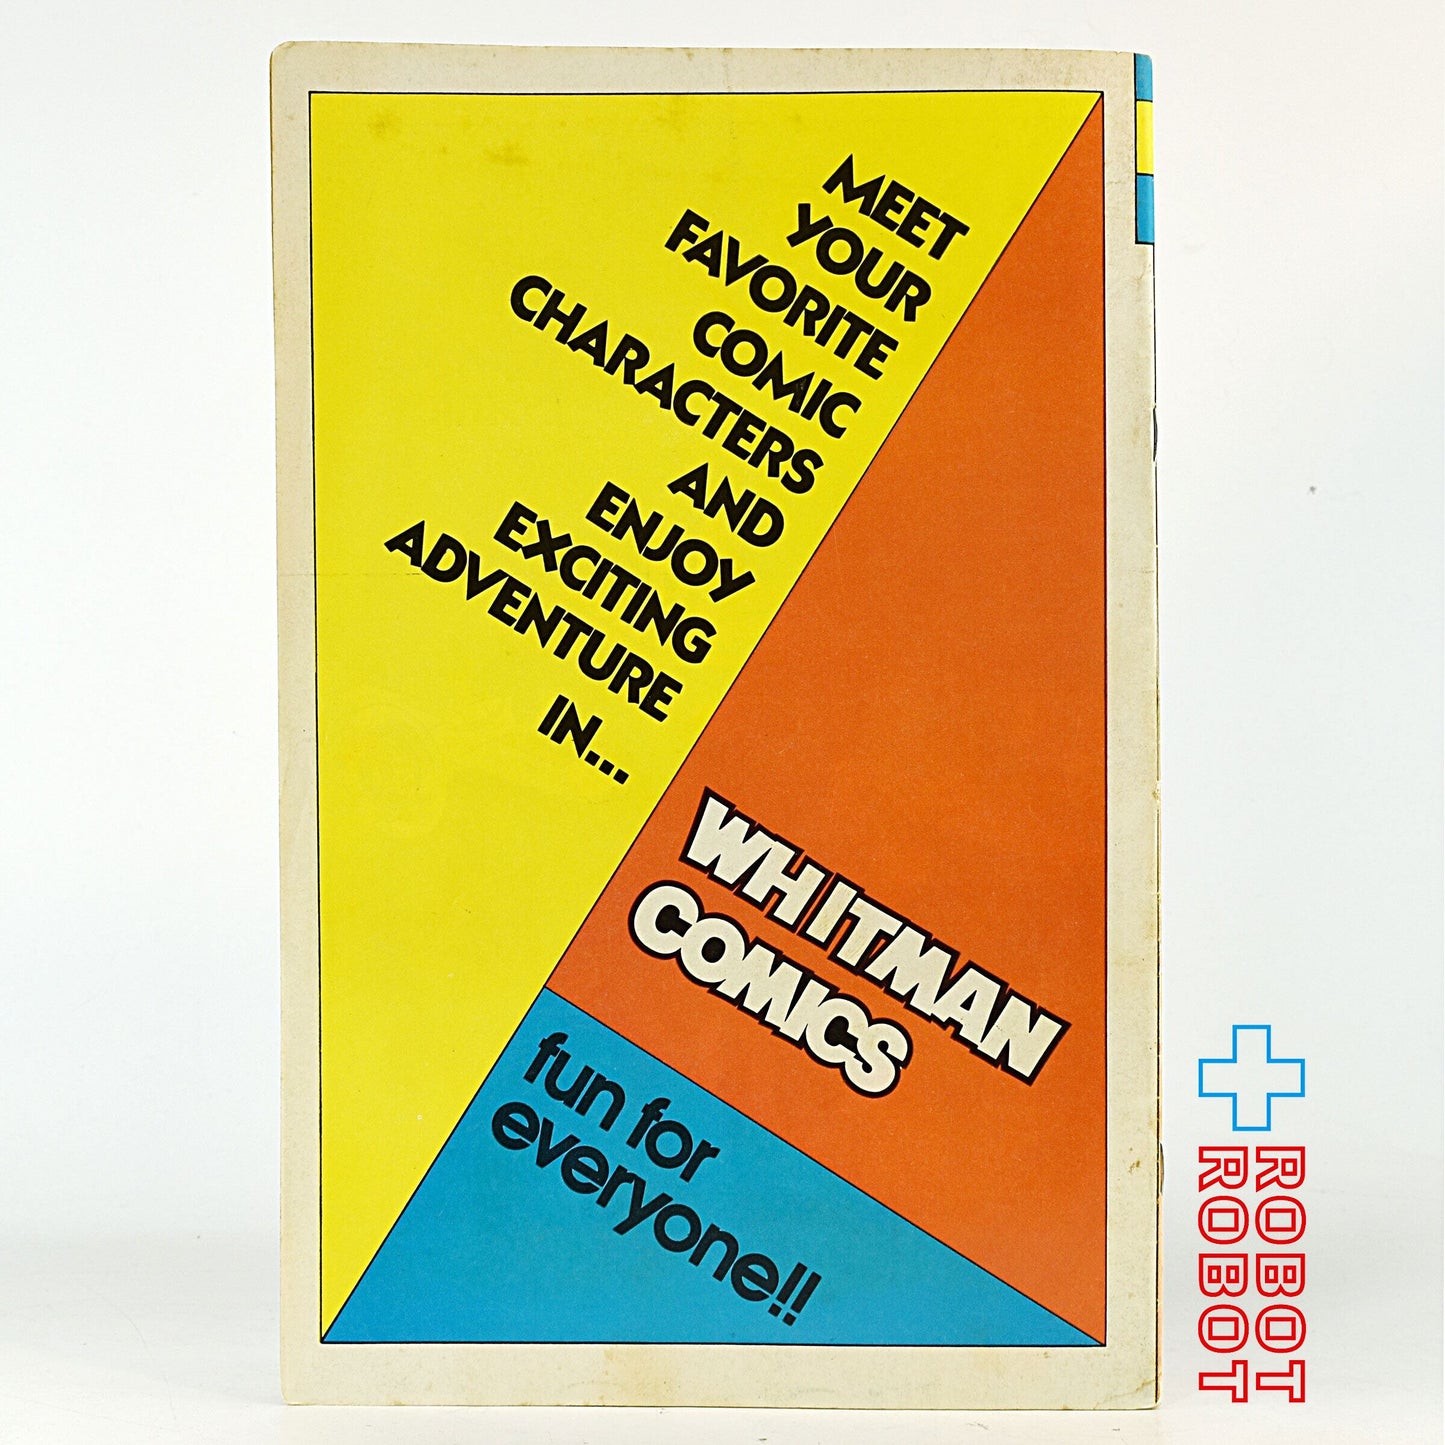 MEET
YOUR
FAVORITE
COMIC
CHARACTERS
AND
ENJOY
EXCITING
ADVENTURE
IN...
WHITMAN
COMICS
fun for
everyone!!
ROBOT
ROBOT